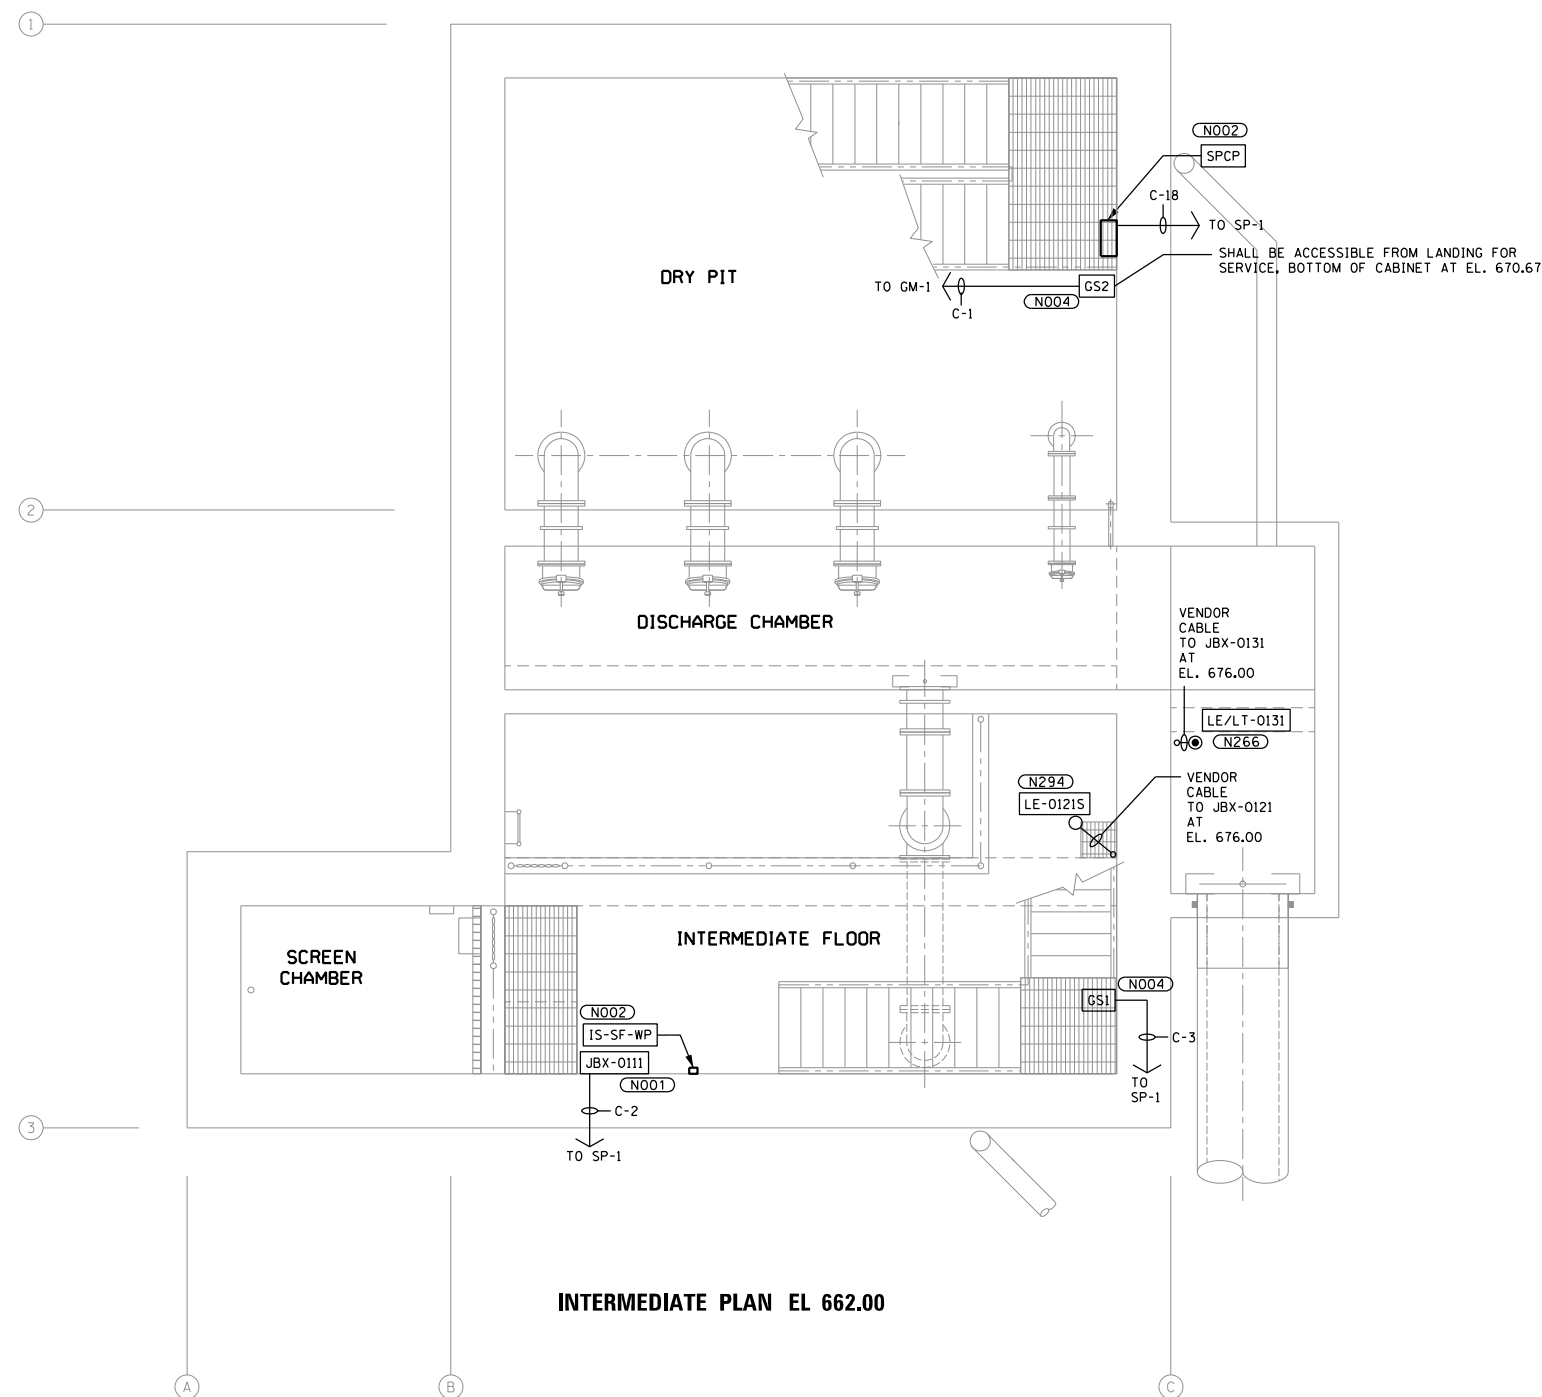 1
N002
SPCP
C-18
TO SP-1
SHALL BE ACCESSIBLE FROM LANDING FOR
SERVICE, BOTTOM OF CABINET AT EL. 670.67
DRY PIT
TO GM-1
GS2
N004
C-1
2
DISCHARGE CHAMBER
VENDOR
CABLE
TO JBX-0131
AT
EL. 676.00
LE/LT-0131
N266
N294
LE-0121S
VENDOR
CABLE
TO JBX-0121
AT
EL. 676.00
INTERMEDIATE FLOOR
SCREEN
CHAMBER
N004
GS1
N002
IS-SF-WP
C-3
JBX-0111
N001
TO
SP-1
C-2
3
TO SP-1
INTERMEDIATE PLAN EL 662.00
A
B
C